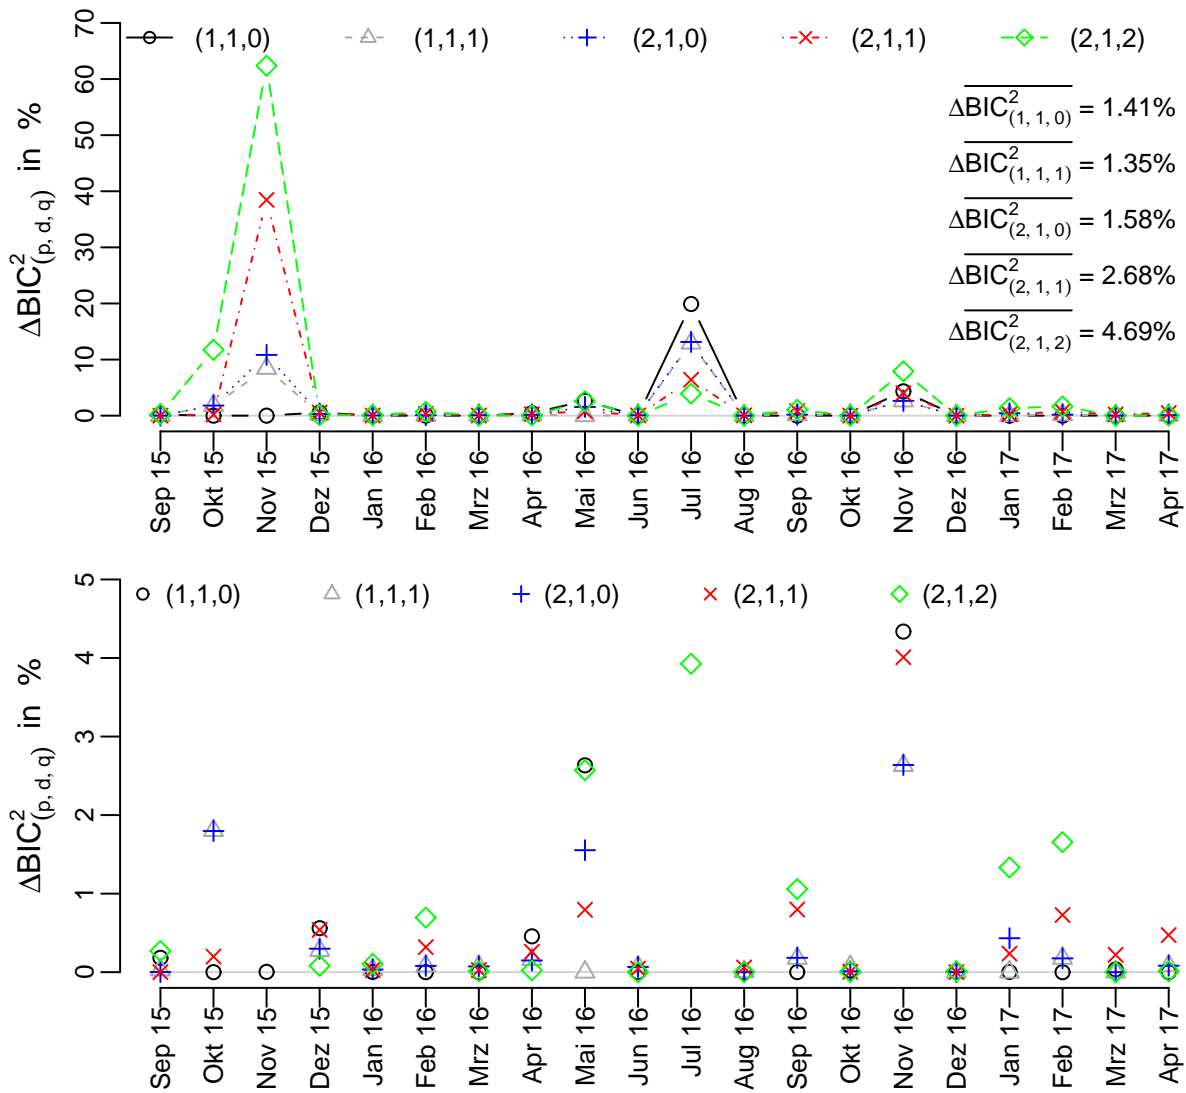 70
60
50
40
30
20
10
0
ΔBIC²(p, d, q) in %
(1,1,0) (1,1,1) (2,1,0) (2,1,1) (2,1,2)
ΔBIC²(1, 1, 0) = 1.41%
ΔBIC²(1, 1, 1) = 1.35%
ΔBIC²(2, 1, 0) = 1.58%
ΔBIC²(2, 1, 1) = 2.68%
ΔBIC²(2, 1, 2) = 4.69%
Sep 15
Okt 15
Nov 15
Dez 15
Jan 16
Feb 16
Mrz 16
Apr 16
Mai 16
Jun 16
Jul 16
Aug 16
Sep 16
Okt 16
Nov 16
Dez 16
Jan 17
Feb 17
Mrz 17
Apr 17
5
4
3
2
1
0
ΔBIC²(p, d, q) in %
(1,1,0) (1,1,1) (2,1,0) (2,1,1) (2,1,2)
Sep 15
Okt 15
Nov 15
Dez 15
Jan 16
Feb 16
Mrz 16
Apr 16
Mai 16
Jun 16
Jul 16
Aug 16
Sep 16
Okt 16
Nov 16
Dez 16
Jan 17
Feb 17
Mrz 17
Apr 17